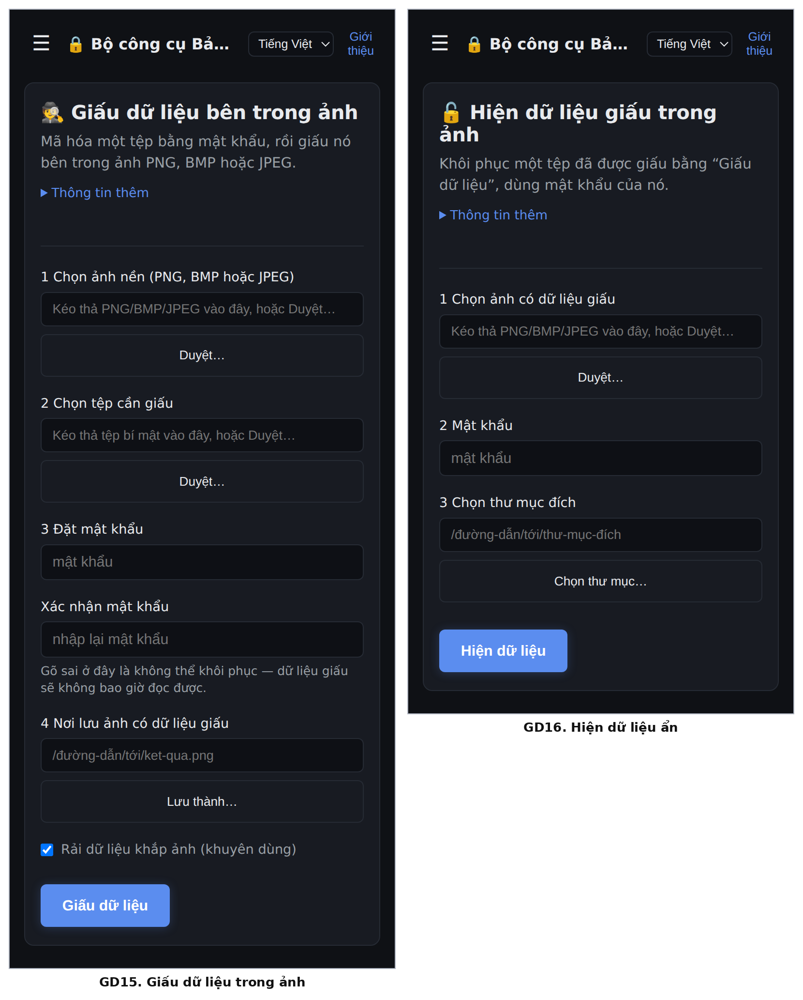 ☰ 🔒 Bộ công cụ Bả... Tiếng Việt Giới
thiệu
🕵️ Giấu dữ liệu bên trong ảnh
Mã hóa một tệp bằng mật khẩu, rồi giấu nó
bên trong ảnh PNG, BMP hoặc JPEG.
▶ Thông tin thêm
1 Chọn ảnh nền (PNG, BMP hoặc JPEG)
Kéo thả PNG/BMP/JPEG vào đây, hoặc Duyệt…
Duyệt…
2 Chọn tệp cần giấu
Kéo thả tệp bí mật vào đây, hoặc Duyệt…
Duyệt…
3 Đặt mật khẩu
mật khẩu
Xác nhận mật khẩu
nhập lại mật khẩu
Gõ sai ở đây là không thể khôi phục — dữ liệu giấu
sẽ không bao giờ đọc được.
4 Nơi lưu ảnh có dữ liệu giấu
/đường-dẫn/tới/ket-qua.png
Lưu thành…
Rải dữ liệu khắp ảnh (khuyên dùng)
Giấu dữ liệu
GD15. Giấu dữ liệu trong ảnh
☰ 🔒 Bộ công cụ Bả... Tiếng Việt Giới
thiệu
🔓 Hiện dữ liệu giấu trong
ảnh
Khôi phục một tệp đã được giấu bằng “Giấu
dữ liệu”, dùng mật khẩu của nó.
▶ Thông tin thêm
1 Chọn ảnh có dữ liệu giấu
Kéo thả PNG/BMP/JPEG vào đây, hoặc Duyệt…
Duyệt…
2 Mật khẩu
mật khẩu
3 Chọn thư mục đích
/đường-dẫn/tới/thư-mục-đích
Chọn thư mục…
Hiện dữ liệu
GD16. Hiện dữ liệu ẩn